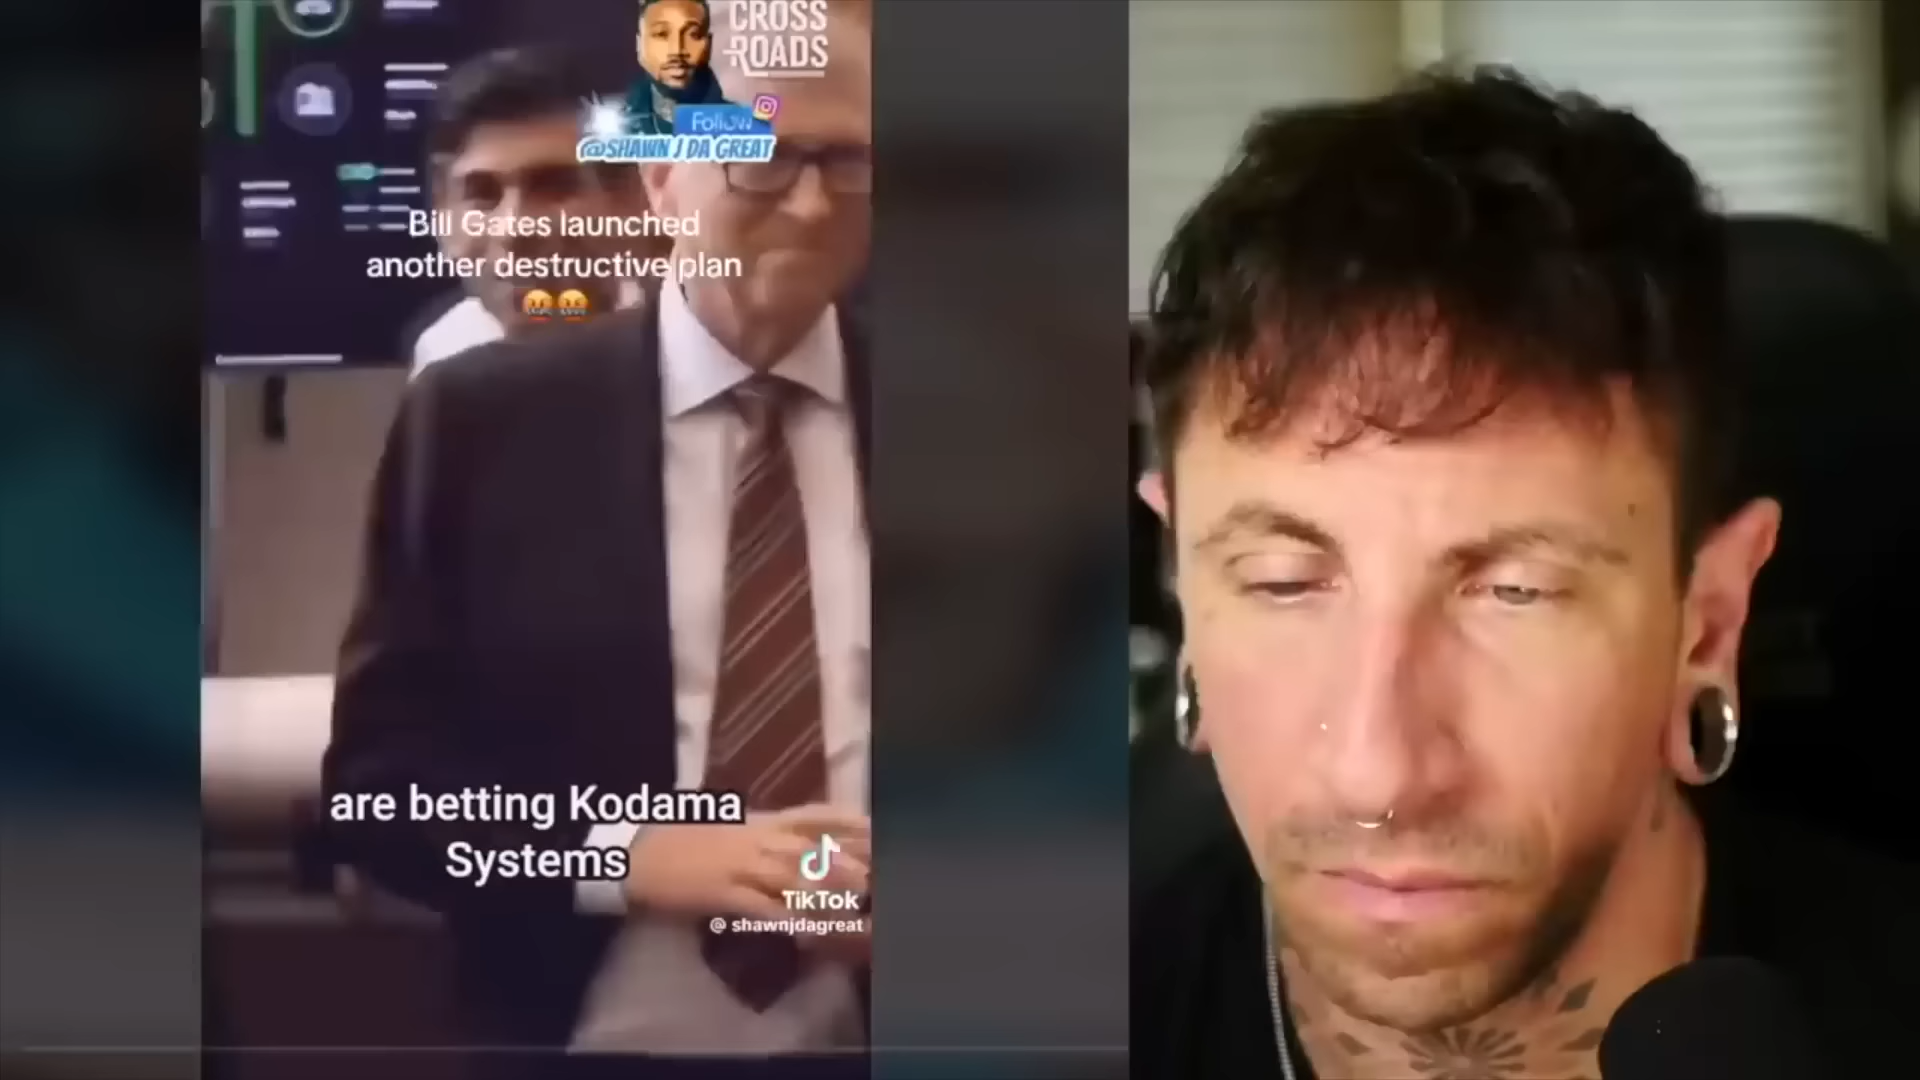 CROSS
ROADS
Follow
@SHAWN J DA GREAT
Bill Gates launched
another destructive plan
are betting Kodama
Systems
TikTok
@ shawnjdagreat